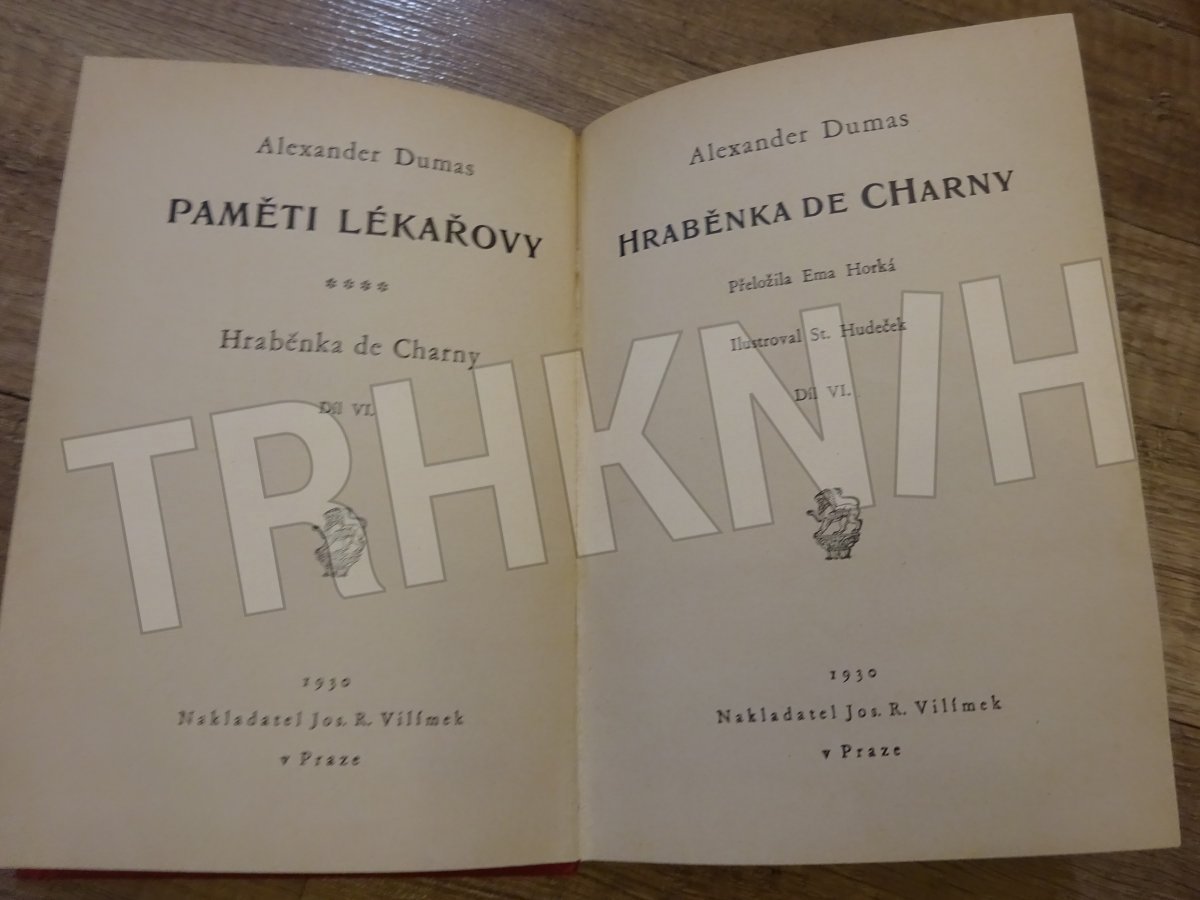 Alexander Dumas
PAMĚTI LÉKAŘOVY
****
Hraběnka de Charny
Díl VI.
1930
Nakladatel Jos. R. Vilímek
v Praze
Alexander Dumas
HRABĚNKA DE CHARNY
Přeložila Ema Horká
Ilustroval St. Hudeček
Díl VI.
1930
Nakladatel Jos. R. Vilímek
v Praze
TRHKNIH